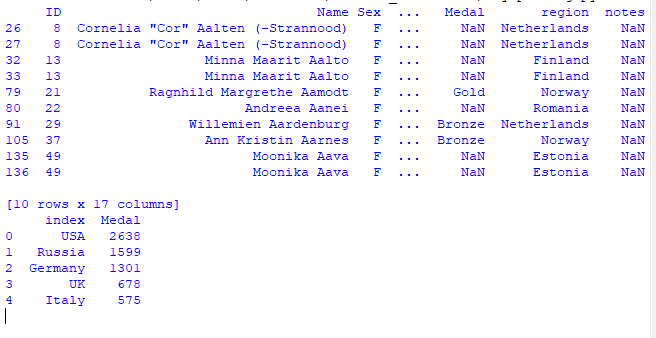 ID Name Sex ... Medal region notes
26 8 Cornelia "Cor" Aalten (-Strannood) F ... NaN Netherlands NaN
27 8 Cornelia "Cor" Aalten (-Strannood) F ... NaN Netherlands NaN
32 13 Minna Maarit Aalto F ... NaN Finland NaN
33 13 Minna Maarit Aalto F ... NaN Finland NaN
79 21 Ragnhild Margrethe Aamodt F ... Gold Norway NaN
80 22 Andreea Aanei F ... NaN Romania NaN
91 29 Willemien Aardenburg F ... Bronze Netherlands NaN
105 37 Ann Kristin Aarnes F ... Bronze Norway NaN
135 49 Moonika Aava F ... NaN Estonia NaN
136 49 Moonika Aava F ... NaN Estonia NaN
[10 rows x 17 columns]
index Medal
0 USA 2638
1 Russia 1599
2 Germany 1301
3 UK 678
4 Italy 575